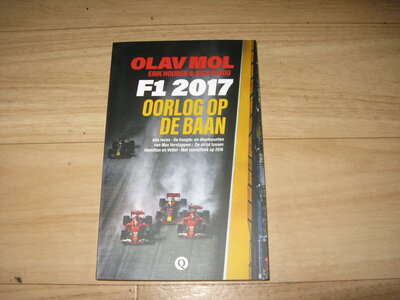 OLAV MOL
ERIK HOUBEN &
F1 2017
OORLOG OP
DE BAAN
Alle races - De hoogte- en dieptepunten
van Max Verstappen - De strijd tussen
Hamilton en Vettel - Met vooruitblik op 2018
Q